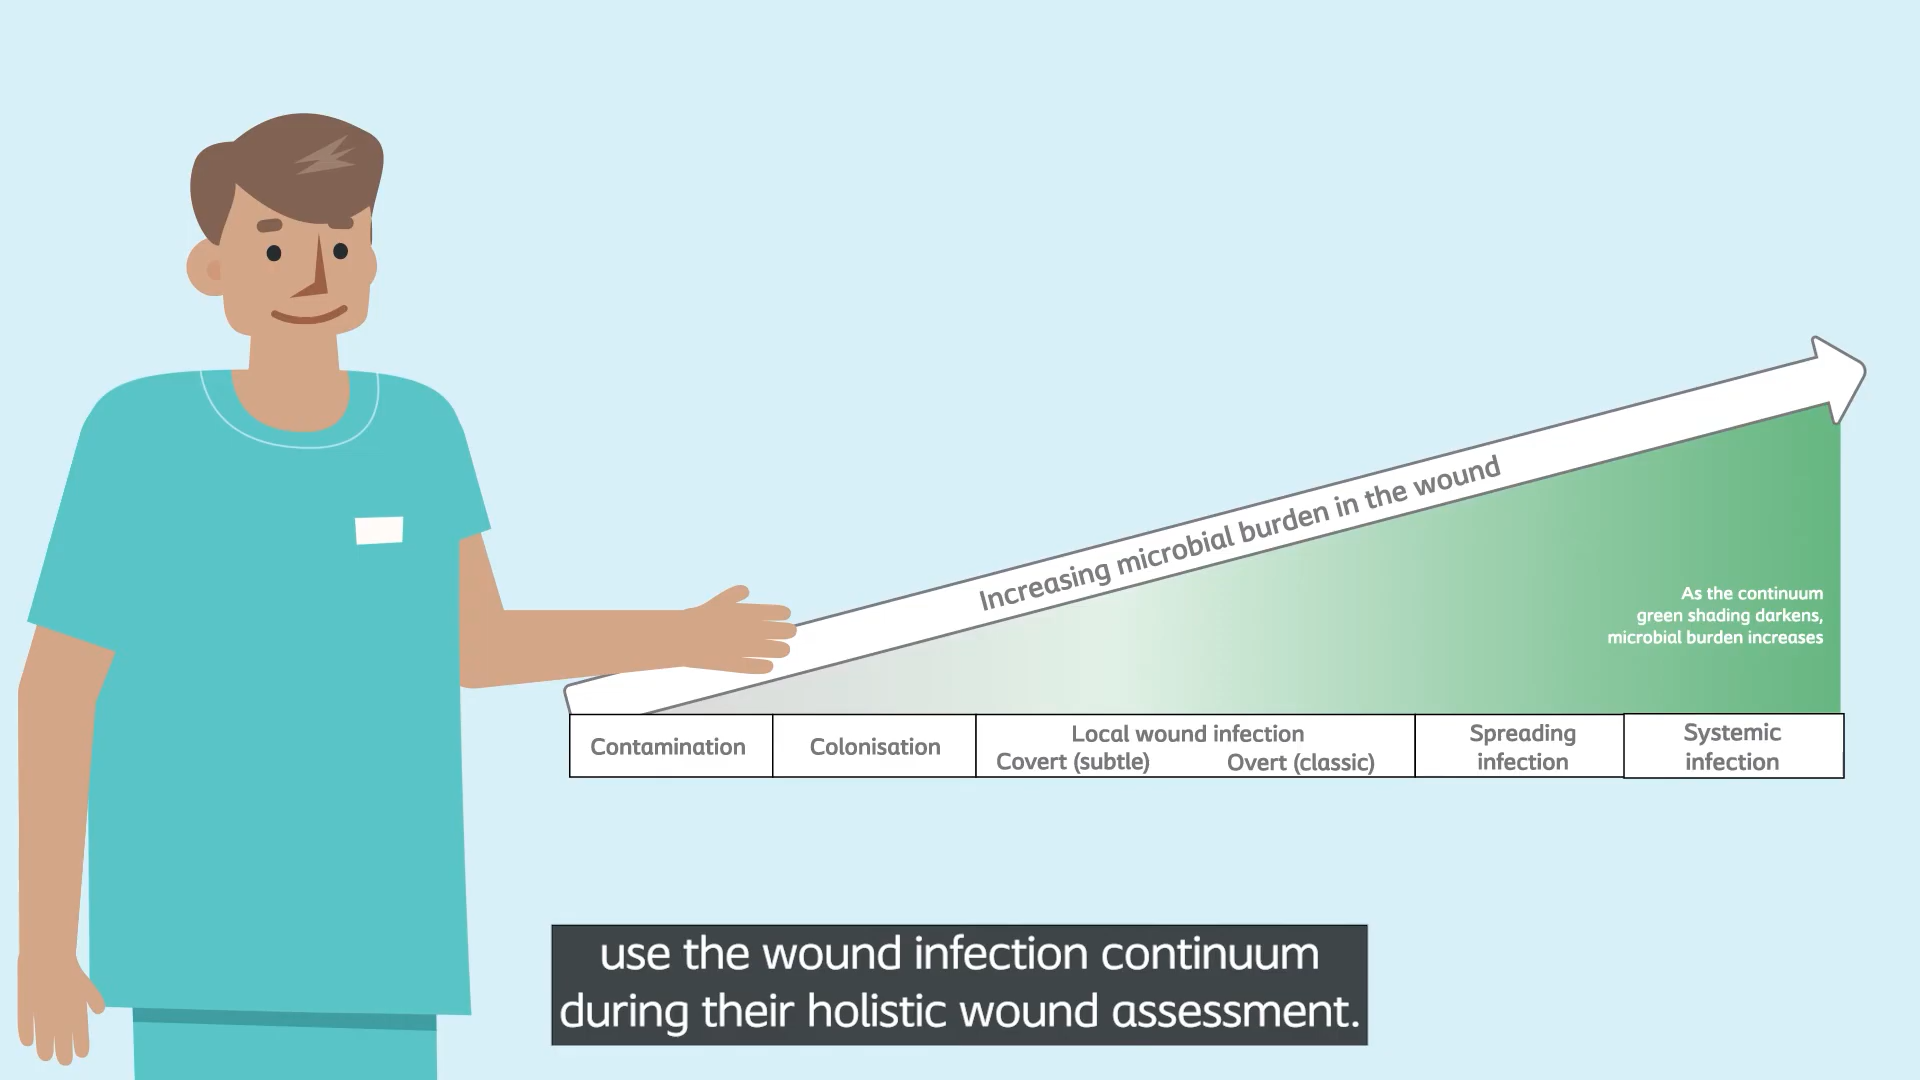 Increasing microbial burden in the wound
As the continuum
green shading darkens,
microbial burden increases
Contamination
Colonisation
Local wound infection
Covert (subtle) Overt (classic)
Spreading
infection
Systemic
infection
use the wound infection continuum
during their holistic wound assessment.